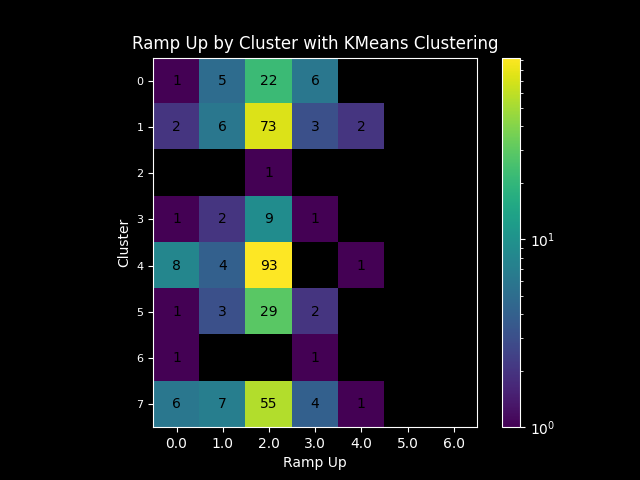 Ramp Up by Cluster with KMeans Clustering
0 1 5 22 6
1 2 6 73 3 2
2 1
3 1 2 9 1
4 8 4 93 1
5 1 3 29 2
6 1 1
7 6 7 55 4 1
0.0 1.0 2.0 3.0 4.0 5.0 6.0
Ramp Up
Cluster
10¹
10⁰